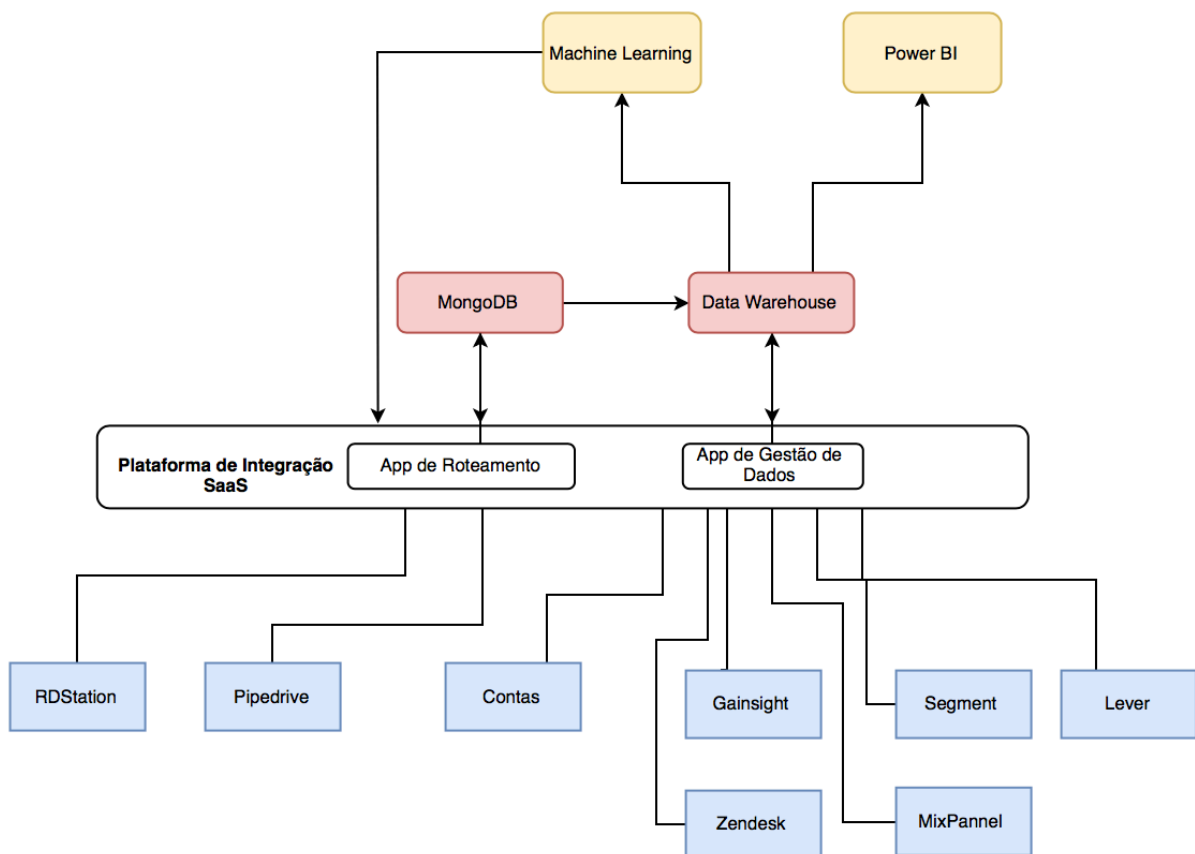 Machine Learning
Power BI
MongoDB
Data Warehouse
Plataforma de Integração
SaaS
App de Roteamento
App de Gestão de
Dados
RDStation
Pipedrive
Contas
Gainsight
Segment
Lever
Zendesk
MixPannel